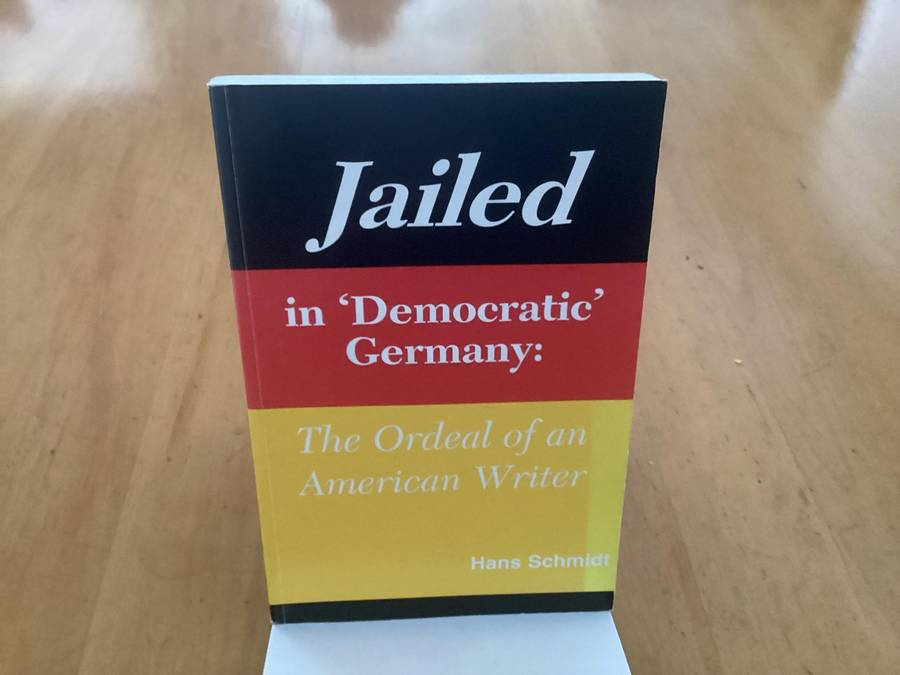 Jailed
in ‘Democratic’
Germany:
The Ordeal of an
American Writer
Hans Schmidt